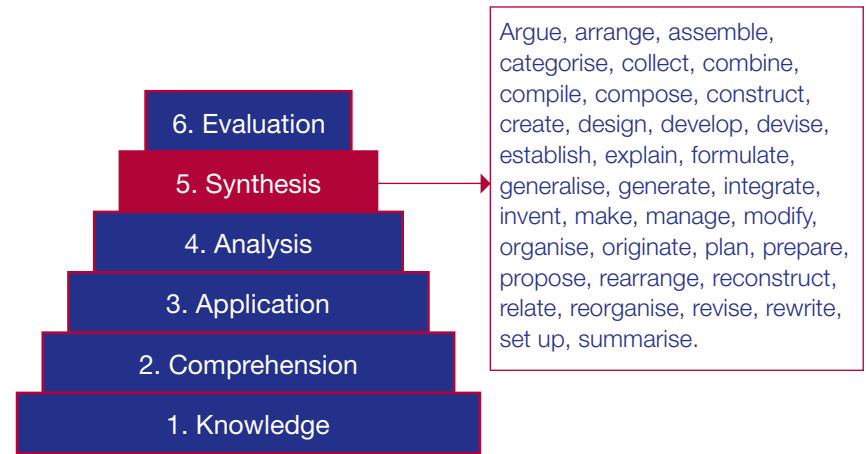 6. Evaluation
5. Synthesis
4. Analysis
3. Application
2. Comprehension
1. Knowledge
Argue, arrange, assemble,
categorise, collect, combine,
compile, compose, construct,
create, design, develop, devise,
establish, explain, formulate,
generalise, generate, integrate,
invent, make, manage, modify,
organise, originate, plan, prepare,
propose, rearrange, reconstruct,
relate, reorganise, revise, rewrite,
set up, summarise.